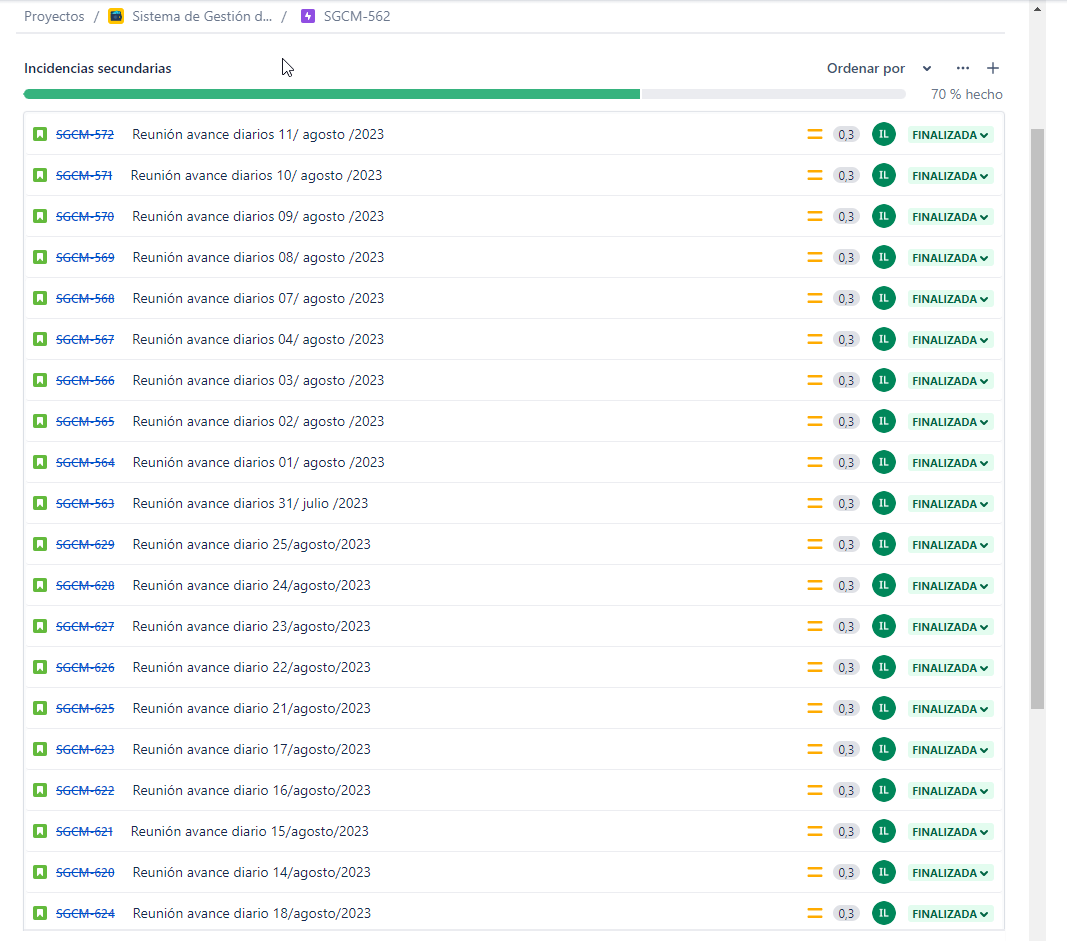 Proyectos / Sistema de Gestión d... / SGCM-562
Incidencias secundarias Ordenar por
70 % hecho
SGCM-572 Reunión avance diarios 11/ agosto /2023 0,3 IL FINALIZADA
SGCM-571 Reunión avance diarios 10/ agosto /2023 0,3 IL FINALIZADA
SGCM-570 Reunión avance diarios 09/ agosto /2023 0,3 IL FINALIZADA
SGCM-569 Reunión avance diarios 08/ agosto /2023 0,3 IL FINALIZADA
SGCM-568 Reunión avance diarios 07/ agosto /2023 0,3 IL FINALIZADA
SGCM-567 Reunión avance diarios 04/ agosto /2023 0,3 IL FINALIZADA
SGCM-566 Reunión avance diarios 03/ agosto /2023 0,3 IL FINALIZADA
SGCM-565 Reunión avance diarios 02/ agosto /2023 0,3 IL FINALIZADA
SGCM-564 Reunión avance diarios 01/ agosto /2023 0,3 IL FINALIZADA
SGCM-563 Reunión avance diarios 31/ julio /2023 0,3 IL FINALIZADA
SGCM-629 Reunión avance diario 25/agosto/2023 0,3 IL FINALIZADA
SGCM-628 Reunión avance diario 24/agosto/2023 0,3 IL FINALIZADA
SGCM-627 Reunión avance diario 23/agosto/2023 0,3 IL FINALIZADA
SGCM-626 Reunión avance diario 22/agosto/2023 0,3 IL FINALIZADA
SGCM-625 Reunión avance diario 21/agosto/2023 0,3 IL FINALIZADA
SGCM-623 Reunión avance diario 17/agosto/2023 0,3 IL FINALIZADA
SGCM-622 Reunión avance diario 16/agosto/2023 0,3 IL FINALIZADA
SGCM-621 Reunión avance diario 15/agosto/2023 0,3 IL FINALIZADA
SGCM-620 Reunión avance diario 14/agosto/2023 0,3 IL FINALIZADA
SGCM-624 Reunión avance diario 18/agosto/2023 0,3 IL FINALIZADA